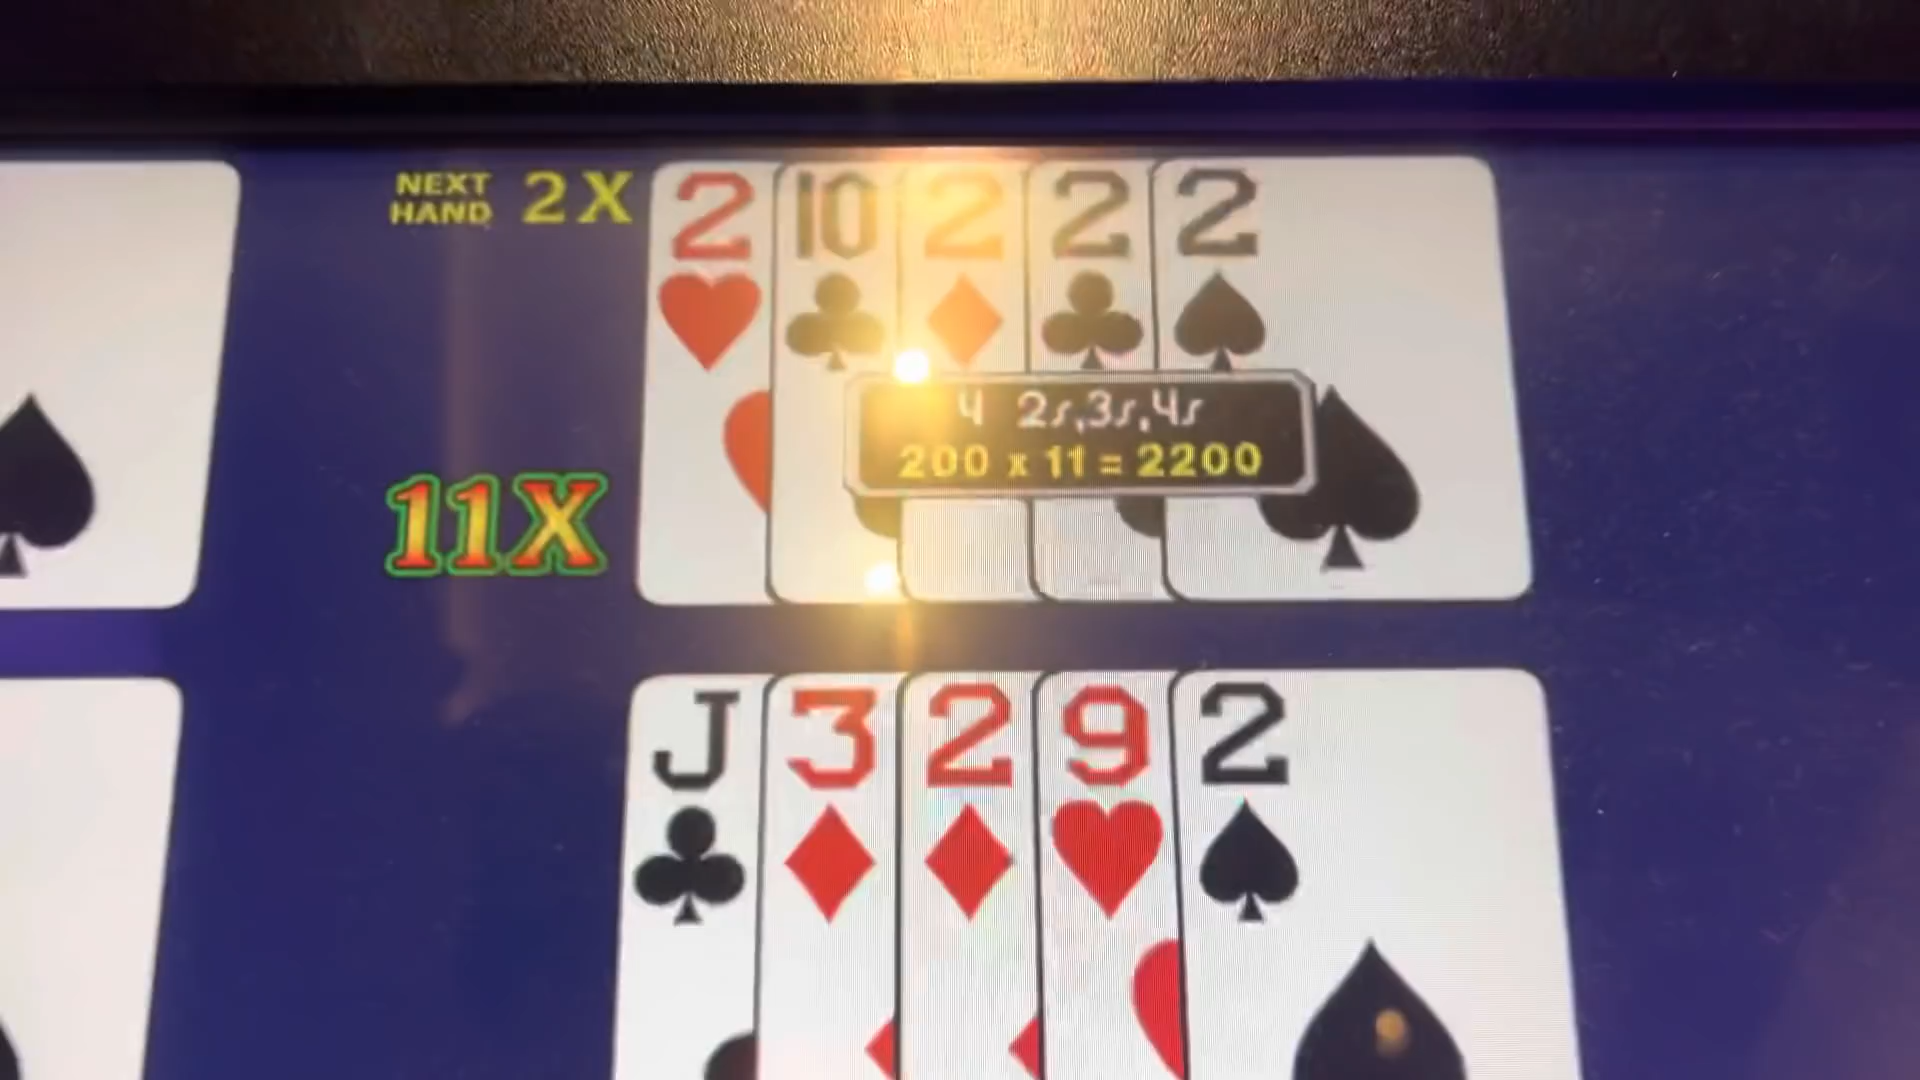 NEXT
HAND
2X
2 10 2 2 2
4 2s,3s,4s
200 x 11 = 2200
11X
J 3 2 9 2